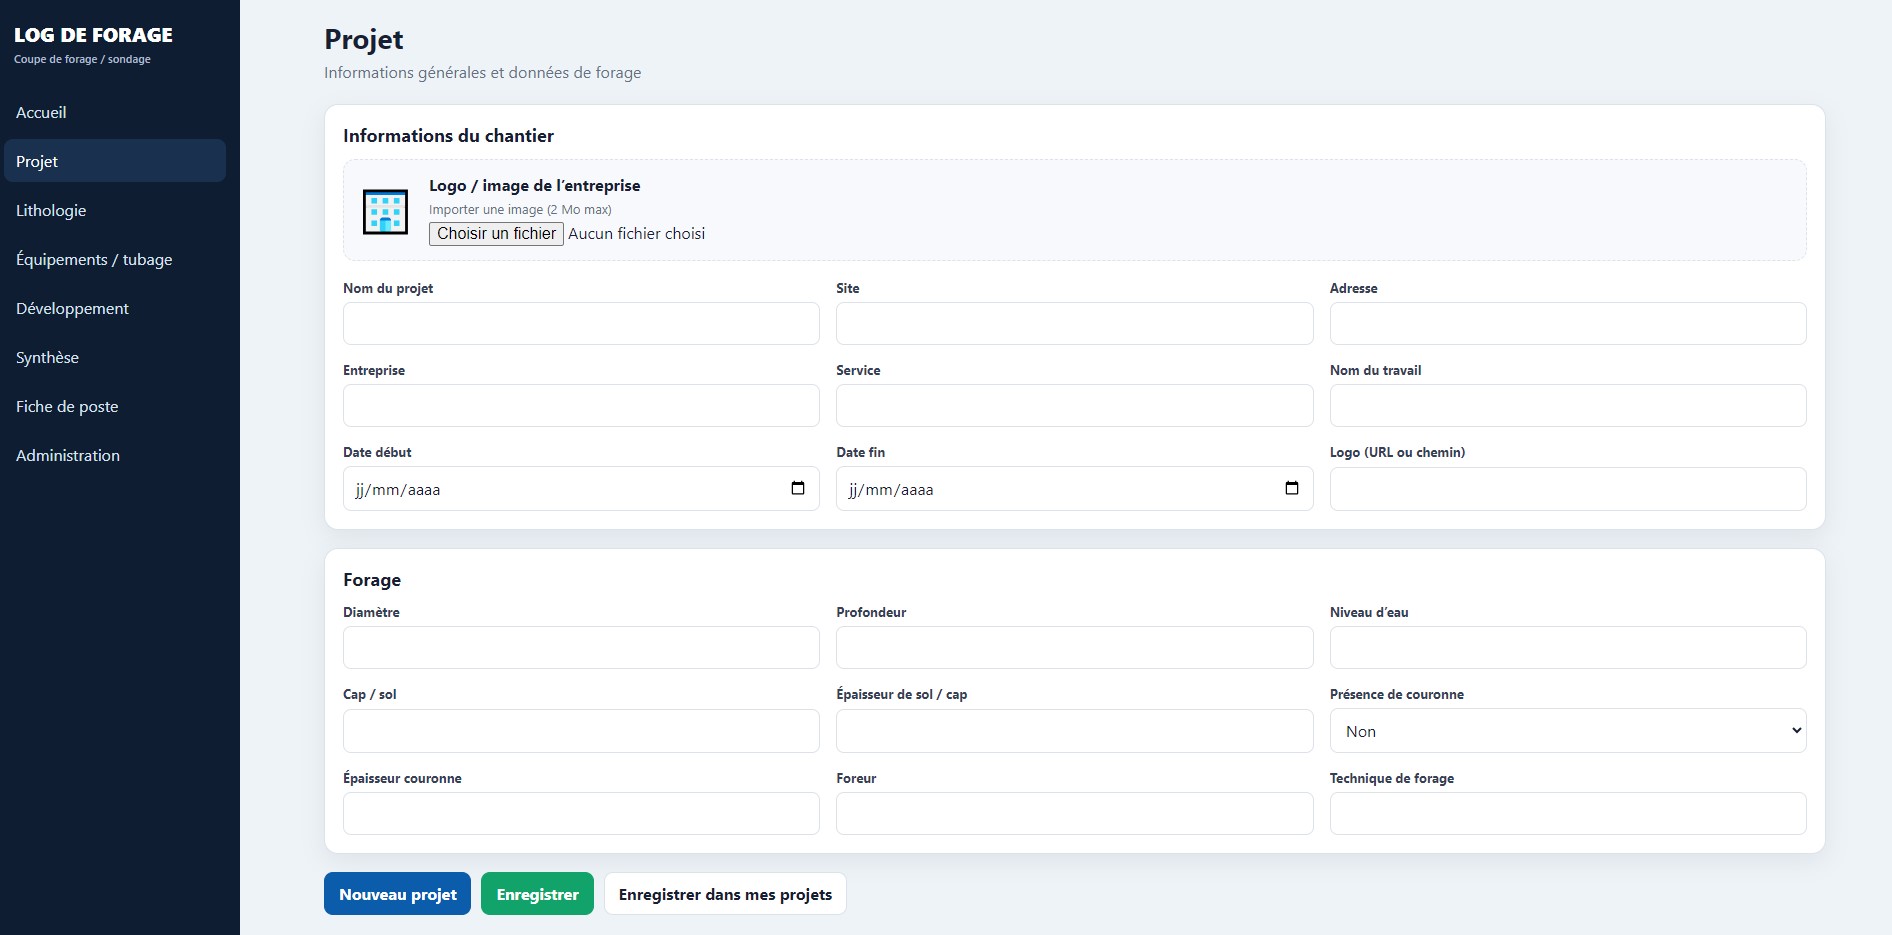 LOG DE FORAGE
Coupe de forage / sondage
Accueil
Projet
Lithologie
Équipements / tubage
Développement
Synthèse
Fiche de poste
Administration
Projet
Informations générales et données de forage
Informations du chantier
Logo / image de l’entreprise
Importer une image (2 Mo max)
Choisir un fichier Aucun fichier choisi
Nom du projet Site Adresse
Entreprise Service Nom du travail
Date début Date fin Logo (URL ou chemin)
jj/mm/aaaa jj/mm/aaaa
Forage
Diamètre Profondeur Niveau d’eau
Cap / sol Épaisseur de sol / cap Présence de couronne
Non
Épaisseur couronne Foreur Technique de forage
Nouveau projet Enregistrer Enregistrer dans mes projets